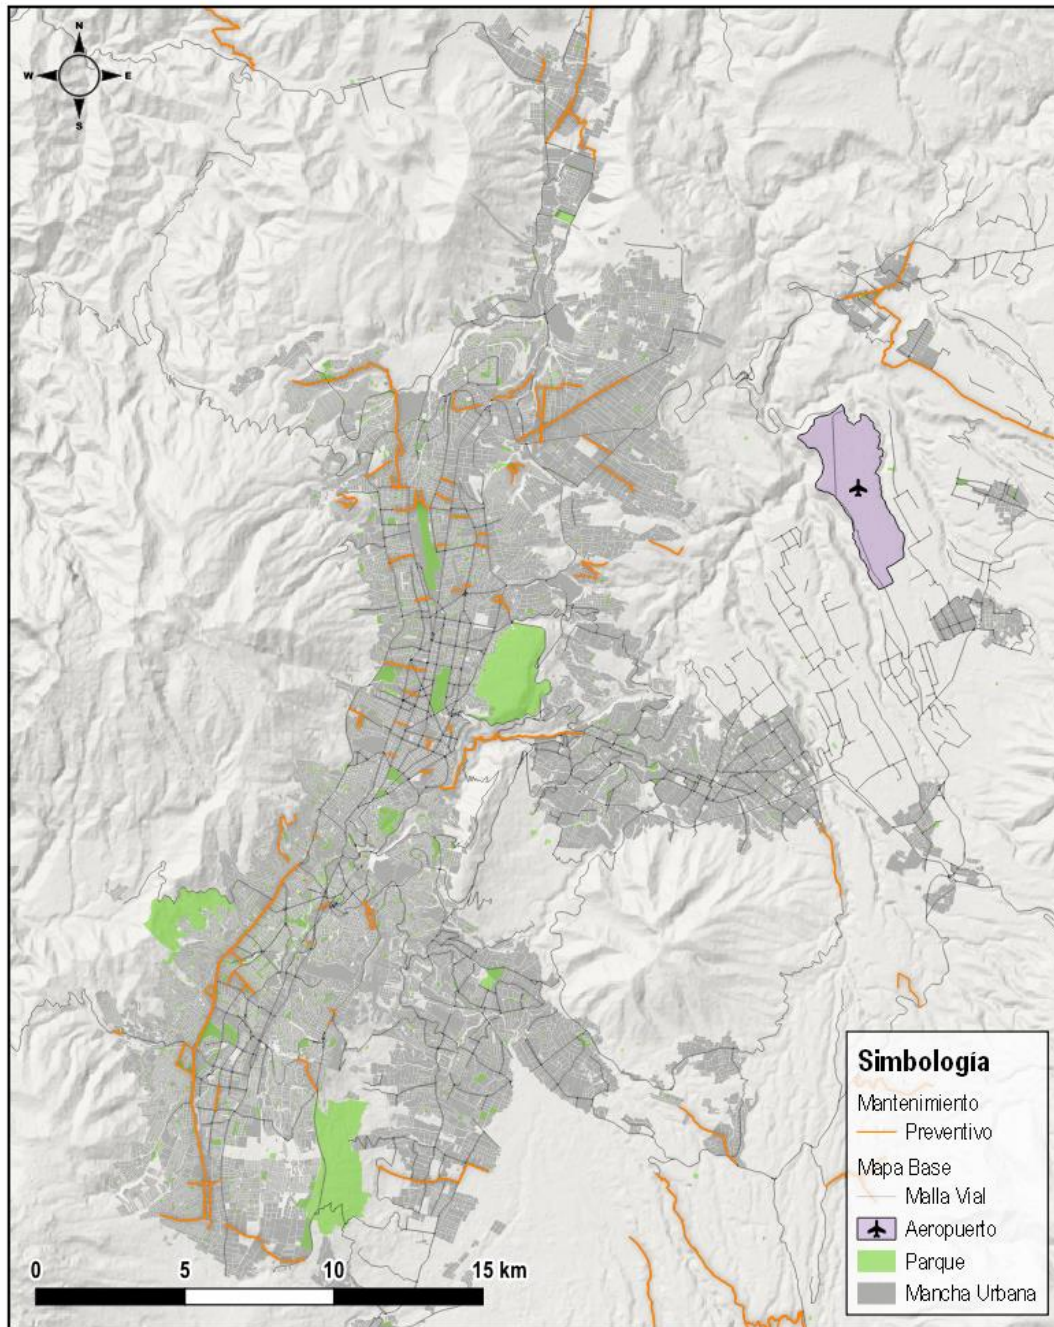 N
W E
S
Simbología
Mantenimiento
Preventivo
Mapa Base
Malla Vial
Aeropuerto
Parque
Mancha Urbana
0 5 10 15 km